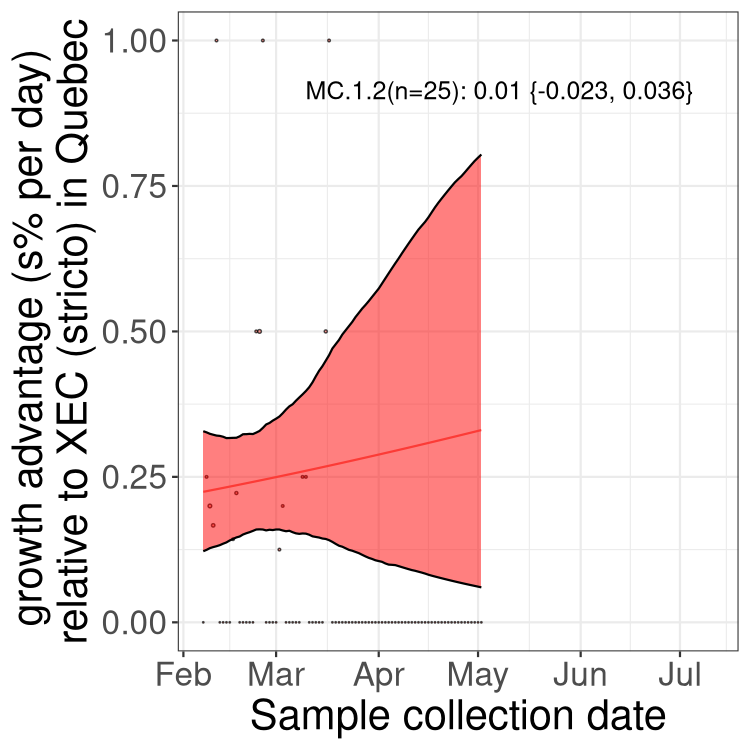 growth advantage (s% per day)
relative to XEC (stricto) in Quebec
1.00
0.75
0.50
0.25
0.00
MC.1.2(n=25): 0.01 {-0.023, 0.036}
Feb Mar Apr May Jun Jul
Sample collection date